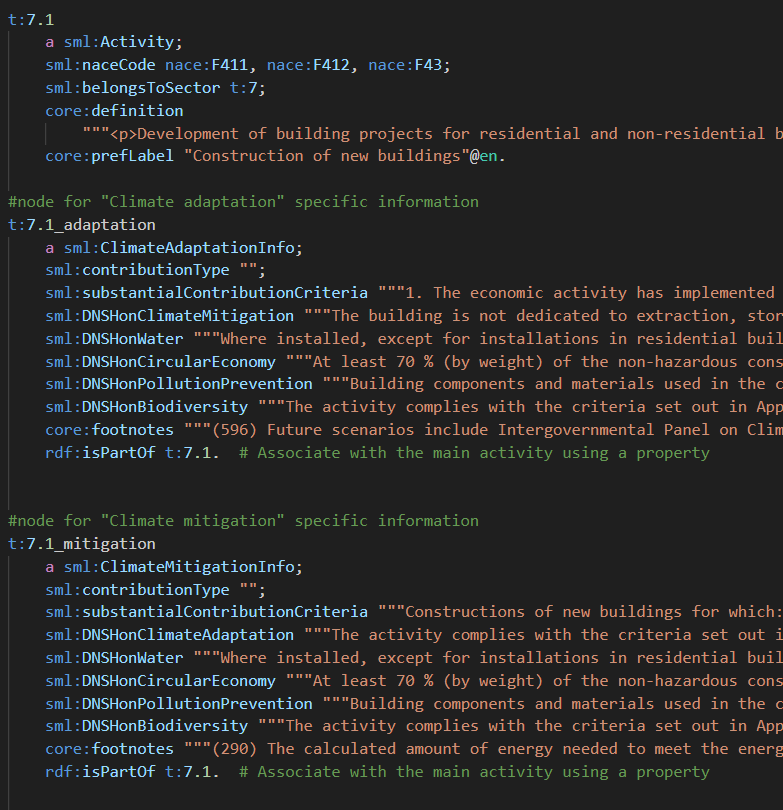 t:7.1
a sml:Activity;
sml:naceCode nace:F411, nace:F412, nace:F43;
sml:belongsToSector t:7;
core:definition
"""<p>Development of building projects for residential and non-residential b
core:prefLabel "Construction of new buildings"@en.
#node for "Climate adaptation" specific information
t:7.1_adaptation
a sml:ClimateAdaptationInfo;
sml:contributionType "";
sml:substantialContributionCriteria """1. The economic activity has implemented
sml:DNSHonClimateMitigation """The building is not dedicated to extraction, stor
sml:DNSHonWater """Where installed, except for installations in residential buil
sml:DNSHonCircularEconomy """At least 70 % (by weight) of the non-hazardous cons
sml:DNSHonPollutionPrevention """Building components and materials used in the c
sml:DNSHonBiodiversity """The activity complies with the criteria set out in App
core:footnotes """(596) Future scenarios include Intergovernmental Panel on Clim
rdf:isPartOf t:7.1.  # Associate with the main activity using a property
#node for "Climate mitigation" specific information
t:7.1_mitigation
a sml:ClimateMitigationInfo;
sml:contributionType "";
sml:substantialContributionCriteria """Constructions of new buildings for which:
sml:DNSHonClimateAdaptation """The activity complies with the criteria set out i
sml:DNSHonWater """Where installed, except for installations in residential buil
sml:DNSHonCircularEconomy """At least 70 % (by weight) of the non-hazardous cons
sml:DNSHonPollutionPrevention """Building components and materials used in the c
sml:DNSHonBiodiversity """The activity complies with the criteria set out in App
core:footnotes """(290) The calculated amount of energy needed to meet the energ
rdf:isPartOf t:7.1.  # Associate with the main activity using a property